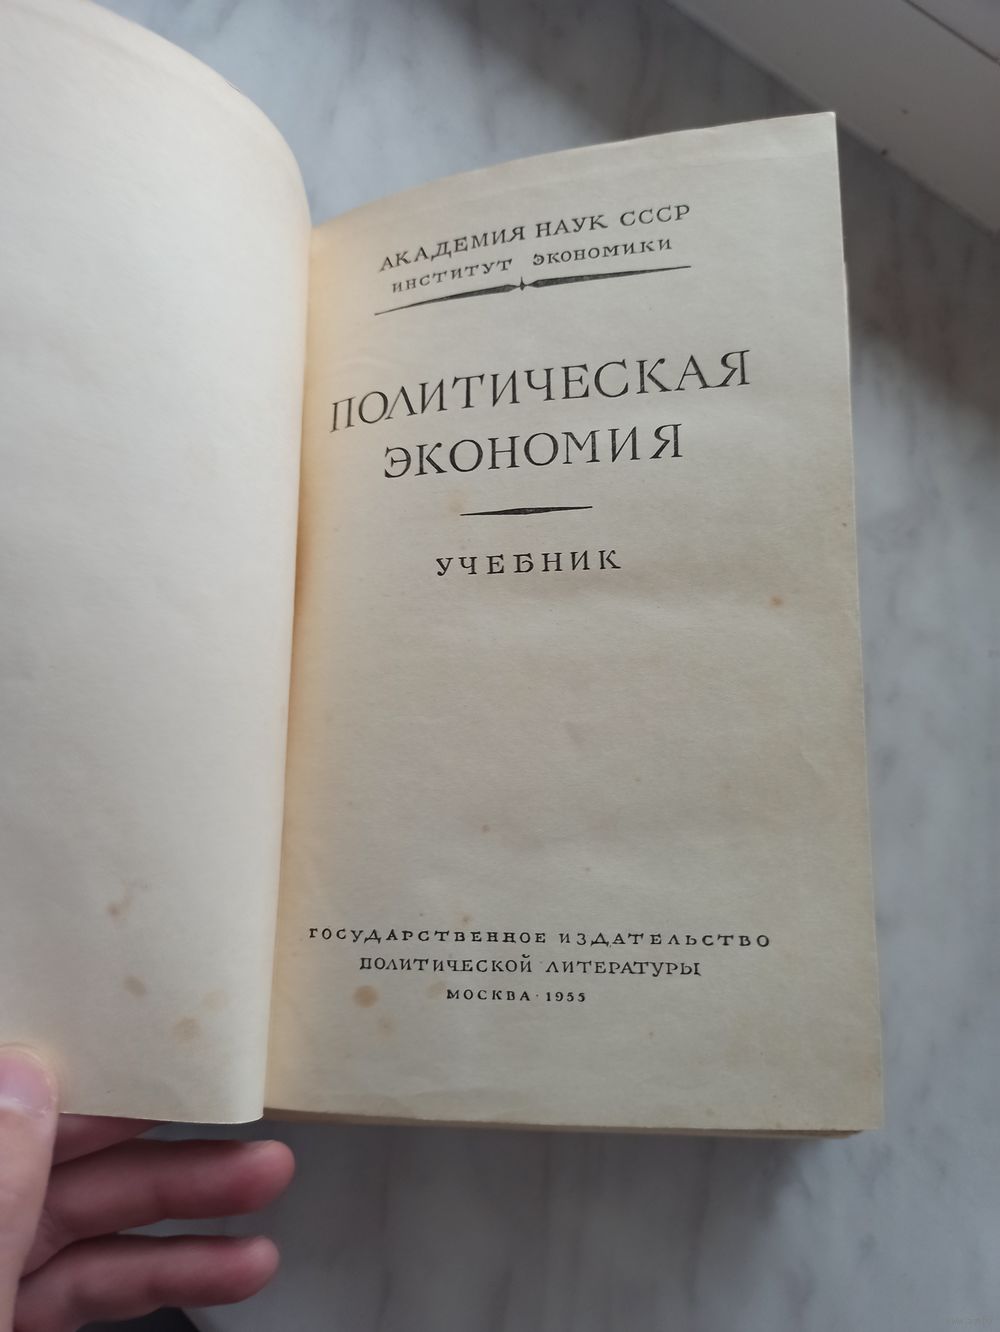 АКАДЕМИЯ НАУК СССР
ИНСТИТУТ ЭКОНОМИКИ
ПОЛИТИЧЕСКАЯ
ЭКОНОМИЯ
УЧЕБНИК
ГОСУДАРСТВЕННОЕ ИЗДАТЕЛЬСТВО
ПОЛИТИЧЕСКОЙ ЛИТЕРАТУРЫ
МОСКВА · 1955